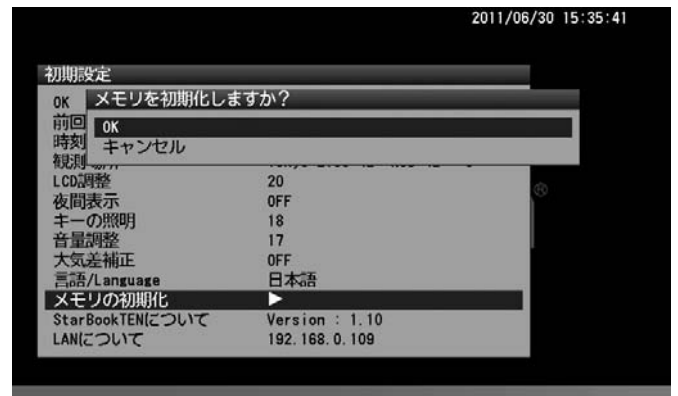 2011/06/30 15:35:41
初期設定
メモリを初期化しますか?
OK
OK
前回
キャンセル
時刻
観測
LCD調整 20
夜間表示 OFF
キーの照明 18
音量調整 17
大気差補正 OFF
言語/Language 日本語
メモリの初期化 ▶
StarBookTENについて Version : 1.10
LANについて 192.168.0.109